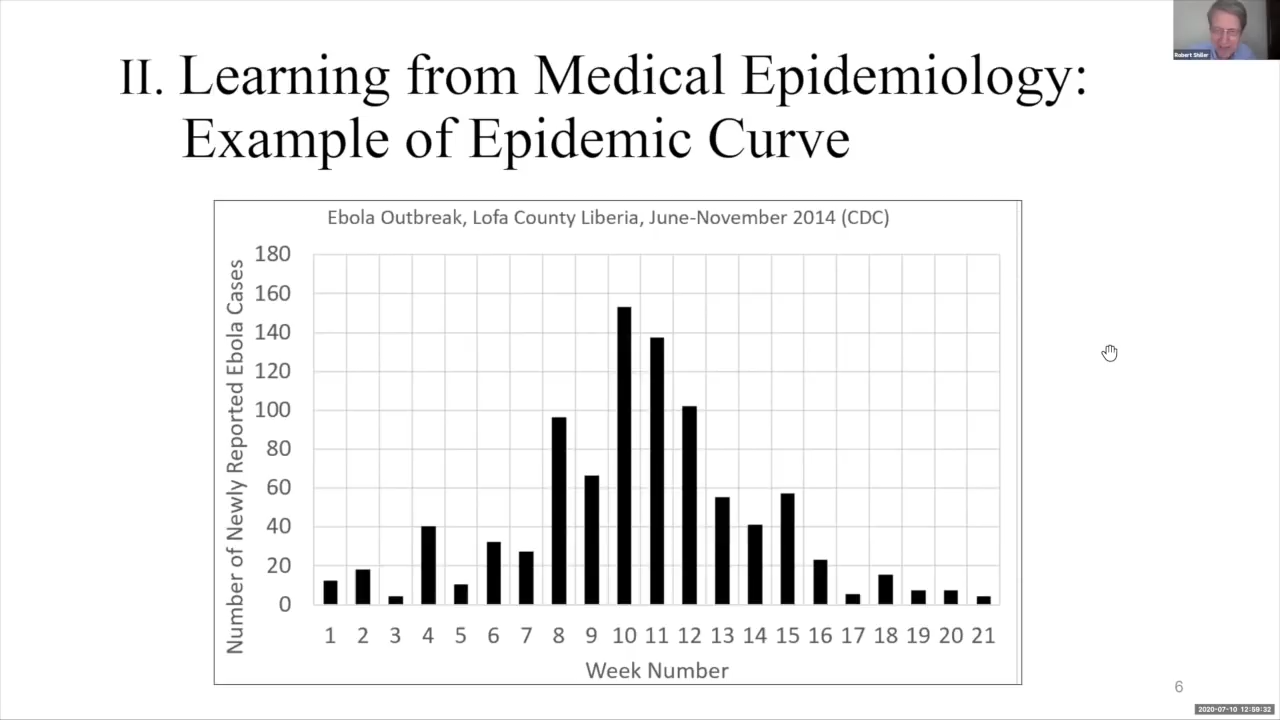 Robert Shiller
II. Learning from Medical Epidemiology:
Example of Epidemic Curve
Ebola Outbreak, Lofa County Liberia, June-November 2014 (CDC)
Number of Newly Reported Ebola Cases
180
160
140
120
100
80
60
40
20
0
1 2 3 4 5 6 7 8 9 10 11 12 13 14 15 16 17 18 19 20 21
Week Number
6
2020-07-10 12:59:32